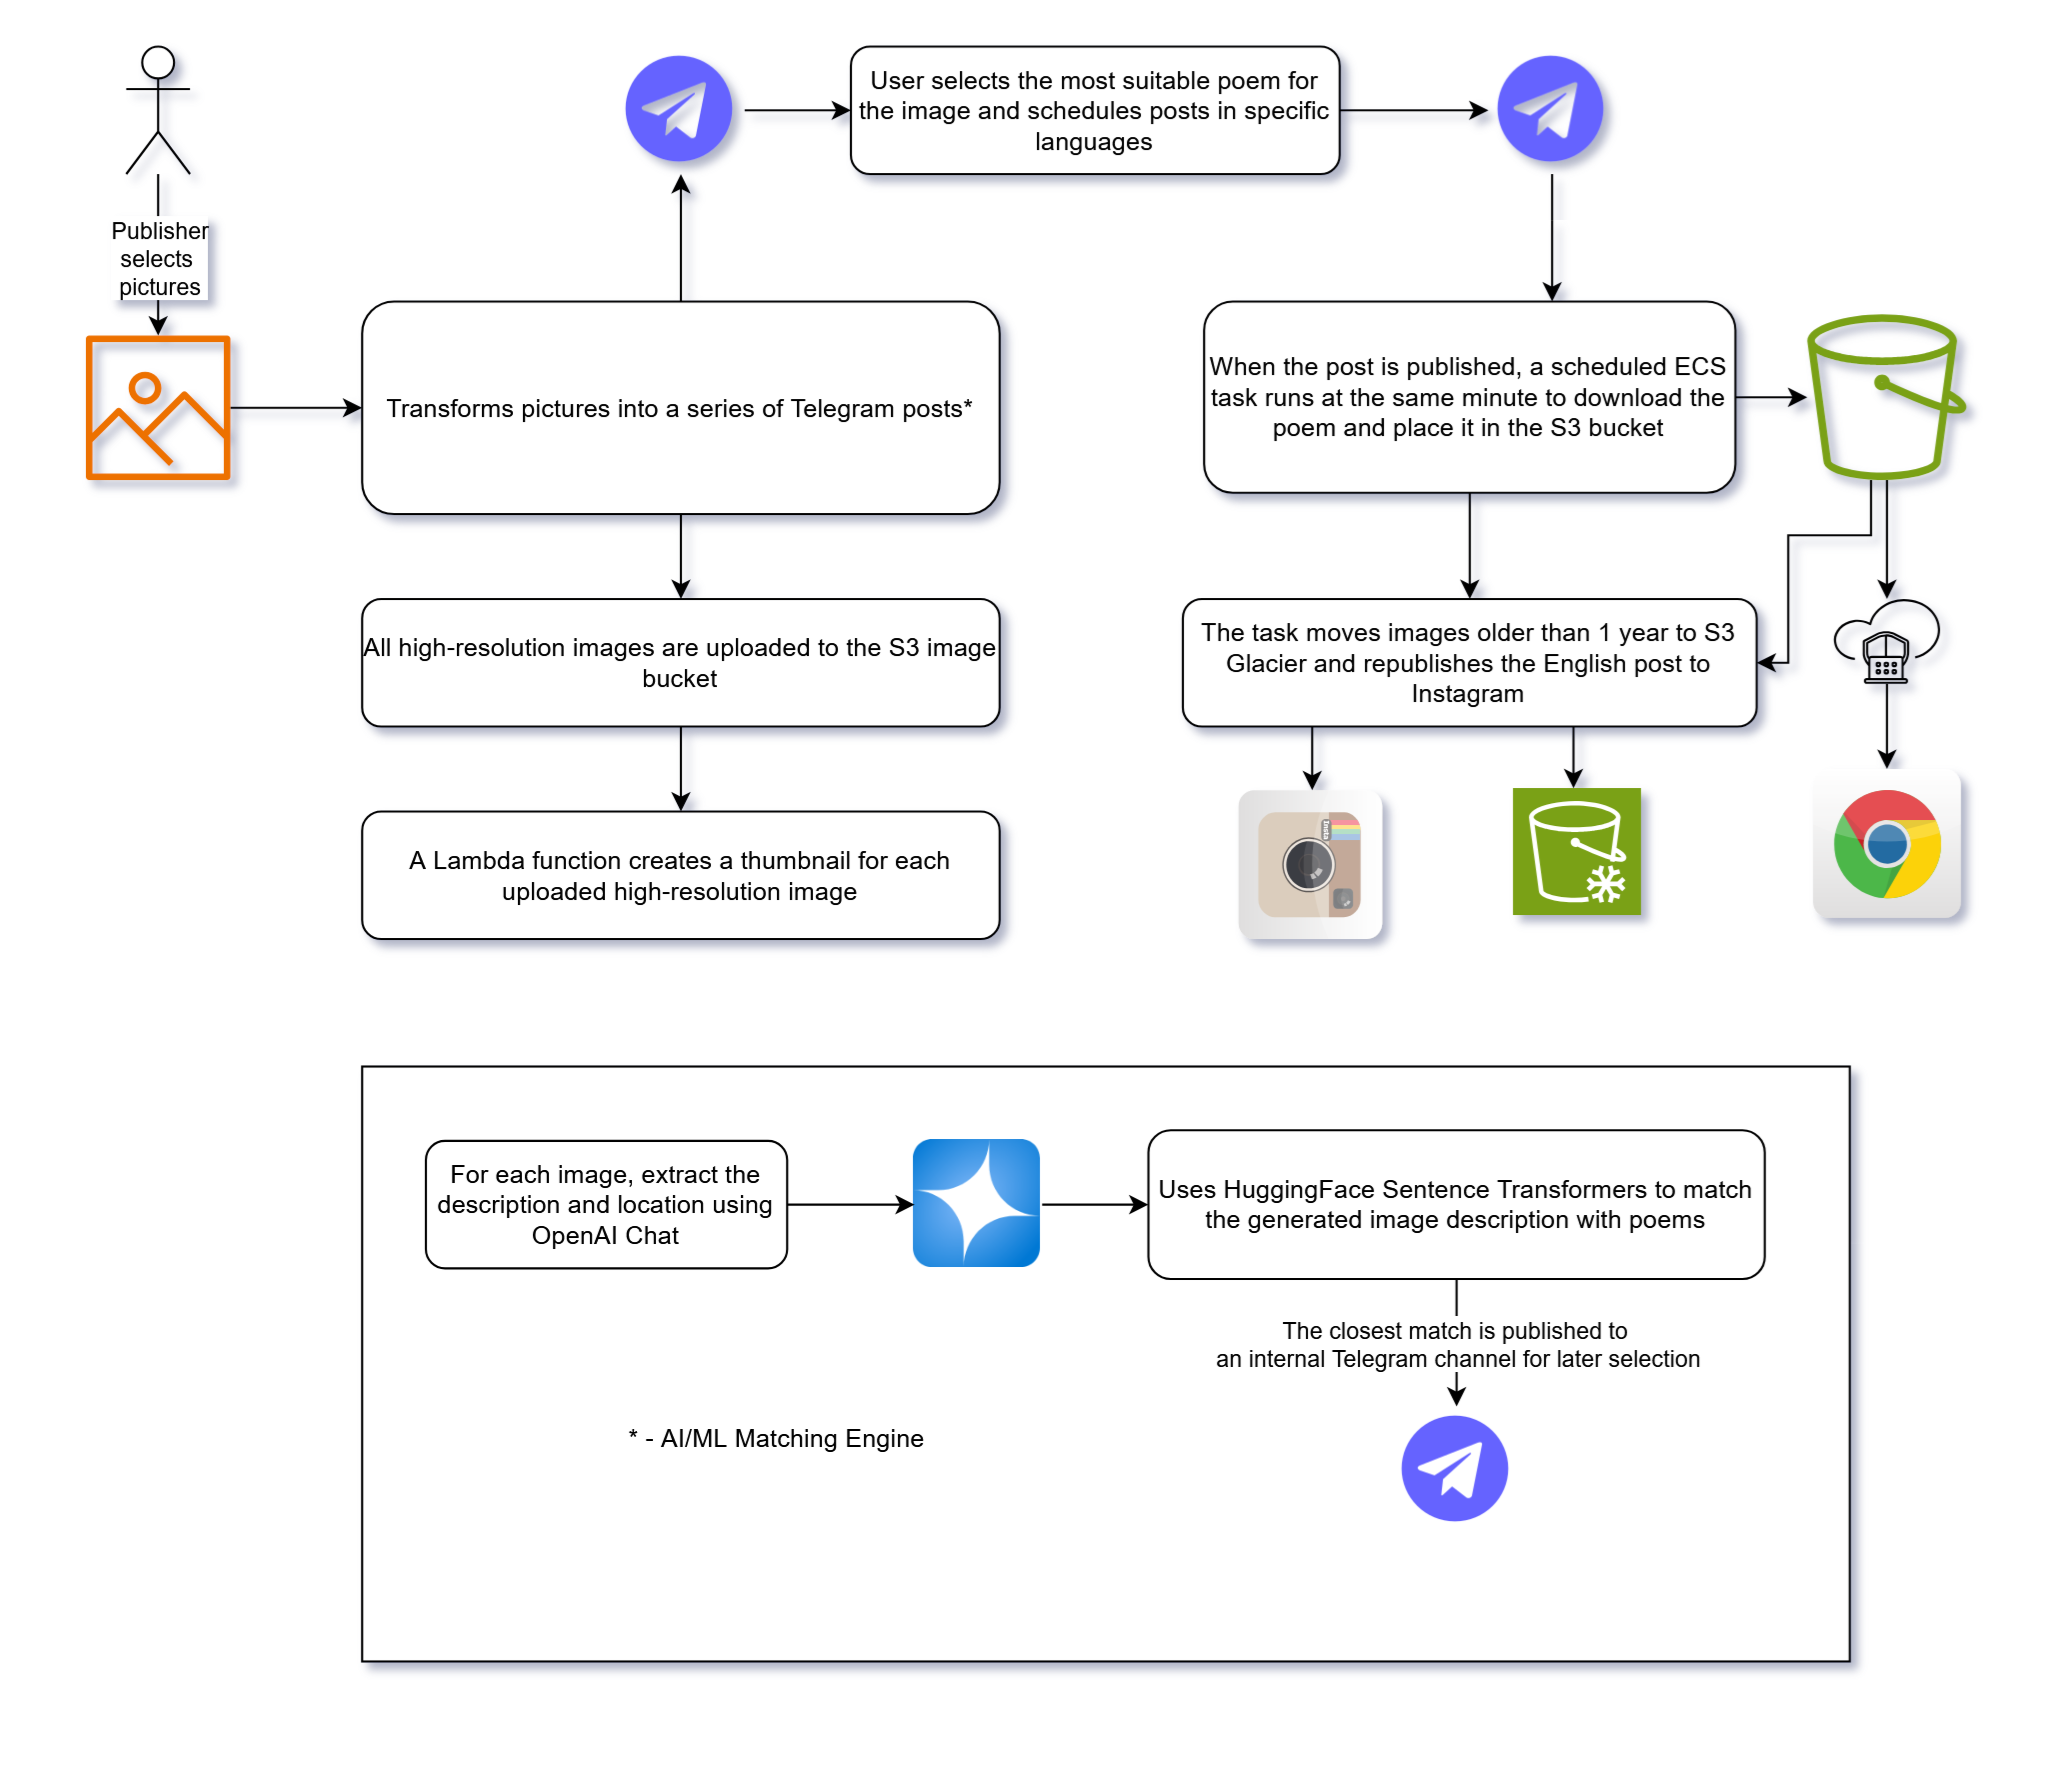 User selects the most suitable poem for
the image and schedules posts in specific
languages
Publisher
selects
pictures
Transforms pictures into a series of Telegram posts*
When the post is published, a scheduled ECS
task runs at the same minute to download the
poem and place it in the S3 bucket
All high-resolution images are uploaded to the S3 image
bucket
The task moves images older than 1 year to S3
Glacier and republishes the English post to
Instagram
A Lambda function creates a thumbnail for each
uploaded high-resolution image
Insta
For each image, extract the
description and location using
OpenAI Chat
Uses HuggingFace Sentence Transformers to match
the generated image description with poems
The closest match is published to
an internal Telegram channel for later selection
* - AI/ML Matching Engine